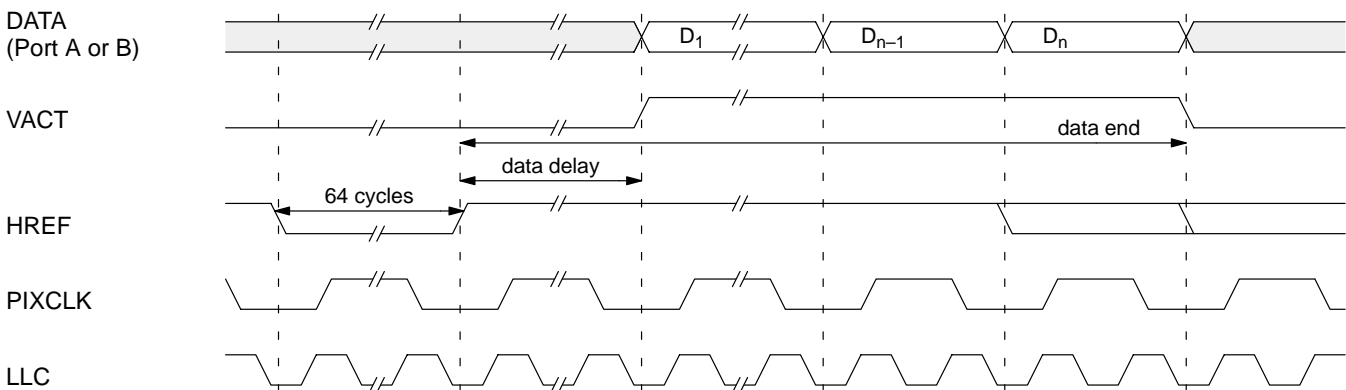 DATA
(Port A or B)
D1
Dn–1
Dn
VACT
data end
data delay
64 cycles
HREF
PIXCLK
LLC